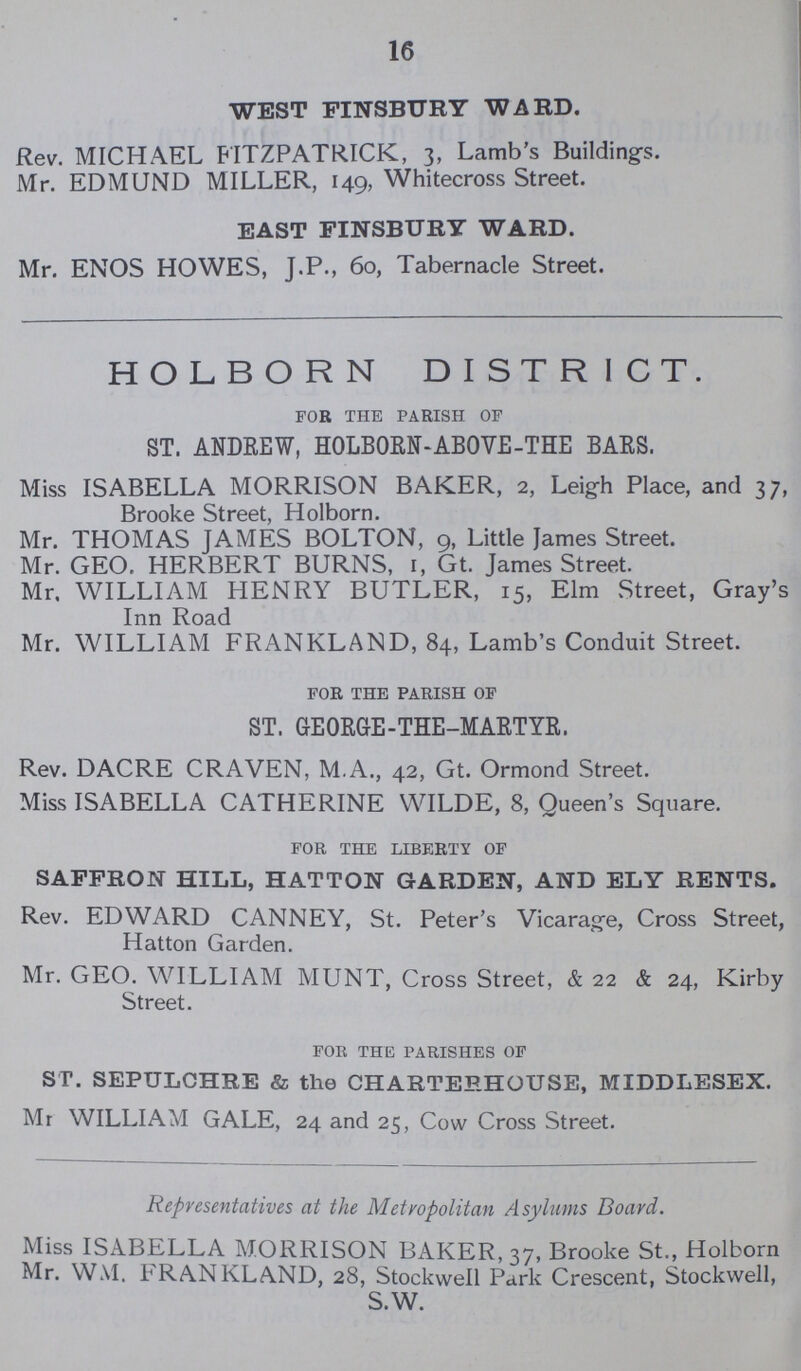 16
WEST FINSBURY WARD.
Rev. MICHAEL FITZPATRICK, 3, Lamb's Buildings.
Mr. EDMUND MILLER, 149, Whitecross Street.
EAST FINSBURY WARD.
Mr. ENOS HOWES, J.P., 60, Tabernacle Street.
HOLBORN DISTRICT.
FOR THE PARISH OF
ST. ANDREW, HOLBORN-ABOVE-THE BARS.
Miss ISABELLA MORRISON BAKER, 2, Leigh Place, and 37,
Brooke Street, Holborn.
Mr. THOMAS JAMES BOLTON, 9, Little James Street.
Mr. GEO. HERBERT BURNS, 1, Gt. James Street.
Mr. WILLIAM HENRY BUTLER, 15, Elm Street, Gray's
Inn Road
Mr. WILLIAM FRANKLAND, 84, Lamb's Conduit Street.
FOR THE PARISH OF
ST. GEORGE-THE-MARTYR.
Rev. DACRE CRAVEN, M.A., 42, Gt. Ormond Street.
Miss ISABELLA CATHERINE WILDE, 8, Queen's Square.
FOR THE LIBERTY OF
SAFFRON HILL, HATTON GARDEN, AND ELY RENTS.
Rev. EDWARD CANNEY, St. Peter's Vicarage, Cross Street,
Hatton Garden.
Mr. GEO. WILLIAM MUNT, Cross Street, & 22 & 24, Kirby
Street.
FOR THE PARISHES OF
ST. SEPULCHRE & the CHARTERHOUSE, MIDDLESEX.
Mr WILLIAM GALE, 24 and 25, Cow Cross Street.
Representatives at the Metropolitan Asylums Board.
Miss ISABELLA MORRISON BAKER, 37, Brooke St., Holborn
Mr. WM. FRANKLAND, 28, Stockwell Park Crescent, Stockwell,
S.W.